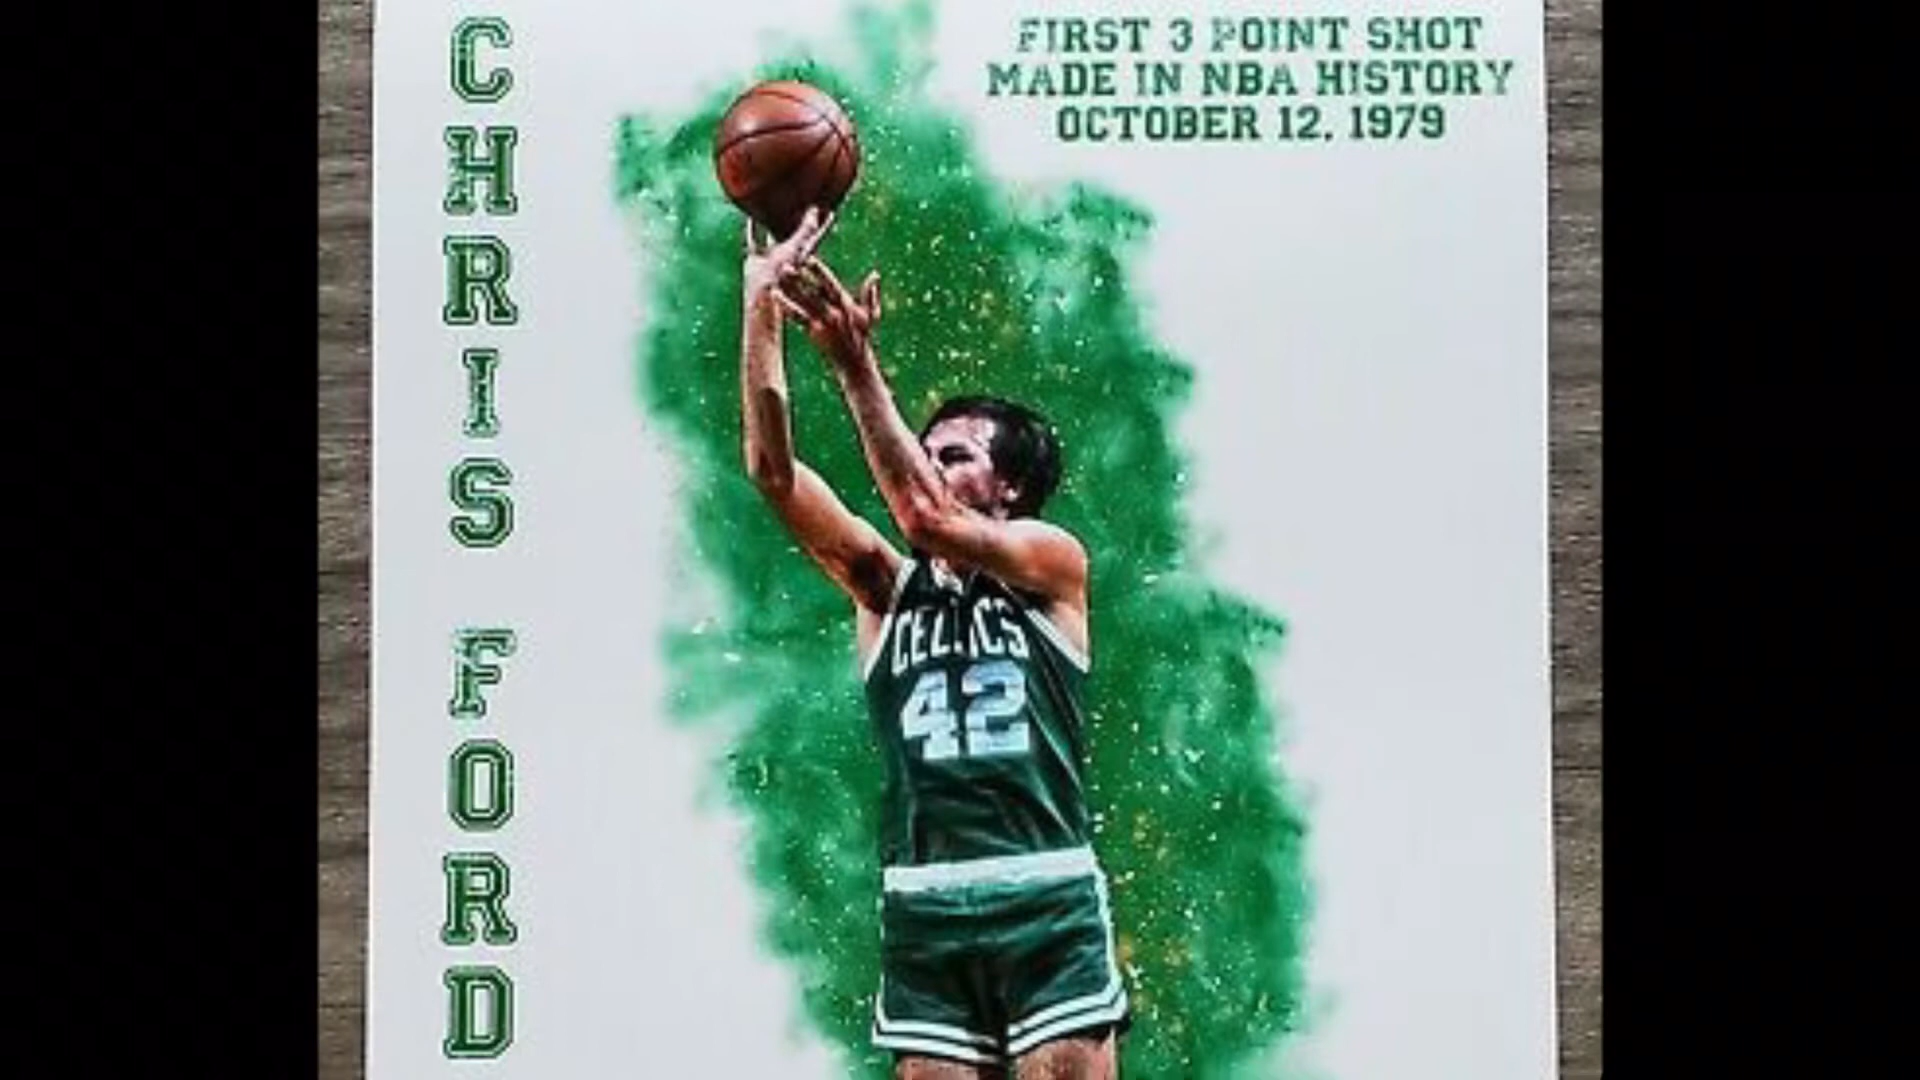 CHRIS FORD
FIRST 3 POINT SHOT
MADE IN NBA HISTORY
OCTOBER 12, 1979
CELTICS
42